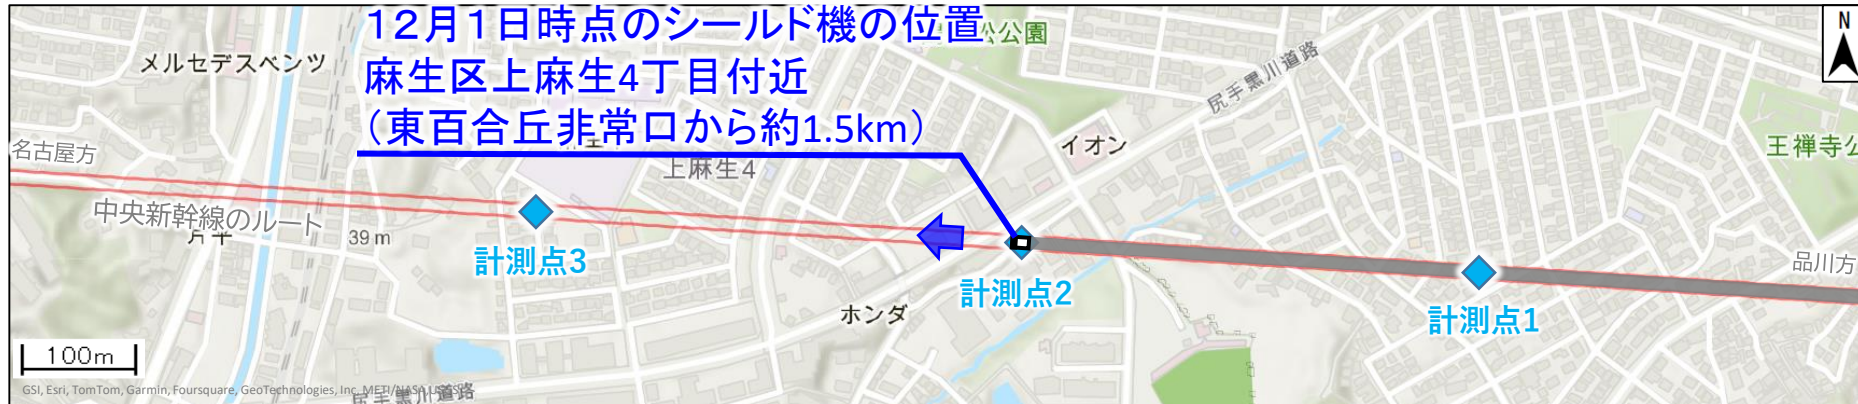 12月1日時点のシールド機の位置
麻生区上麻生4丁目付近
(東百合丘非常口から約1.5km)
松公園
N
メルセデスベンツ
尻手黒川道路
イオン
王禅寺公
名古屋方
上麻生4
中央新幹線のルート
片平
39m
計測点3
計測点2
計測点1
品川方
ホンダ
100m
GSI, Esri, TomTom, Garmin, Foursquare, GeoTechnologies, Inc, METI/NASA, USGS
尻手黒川道路